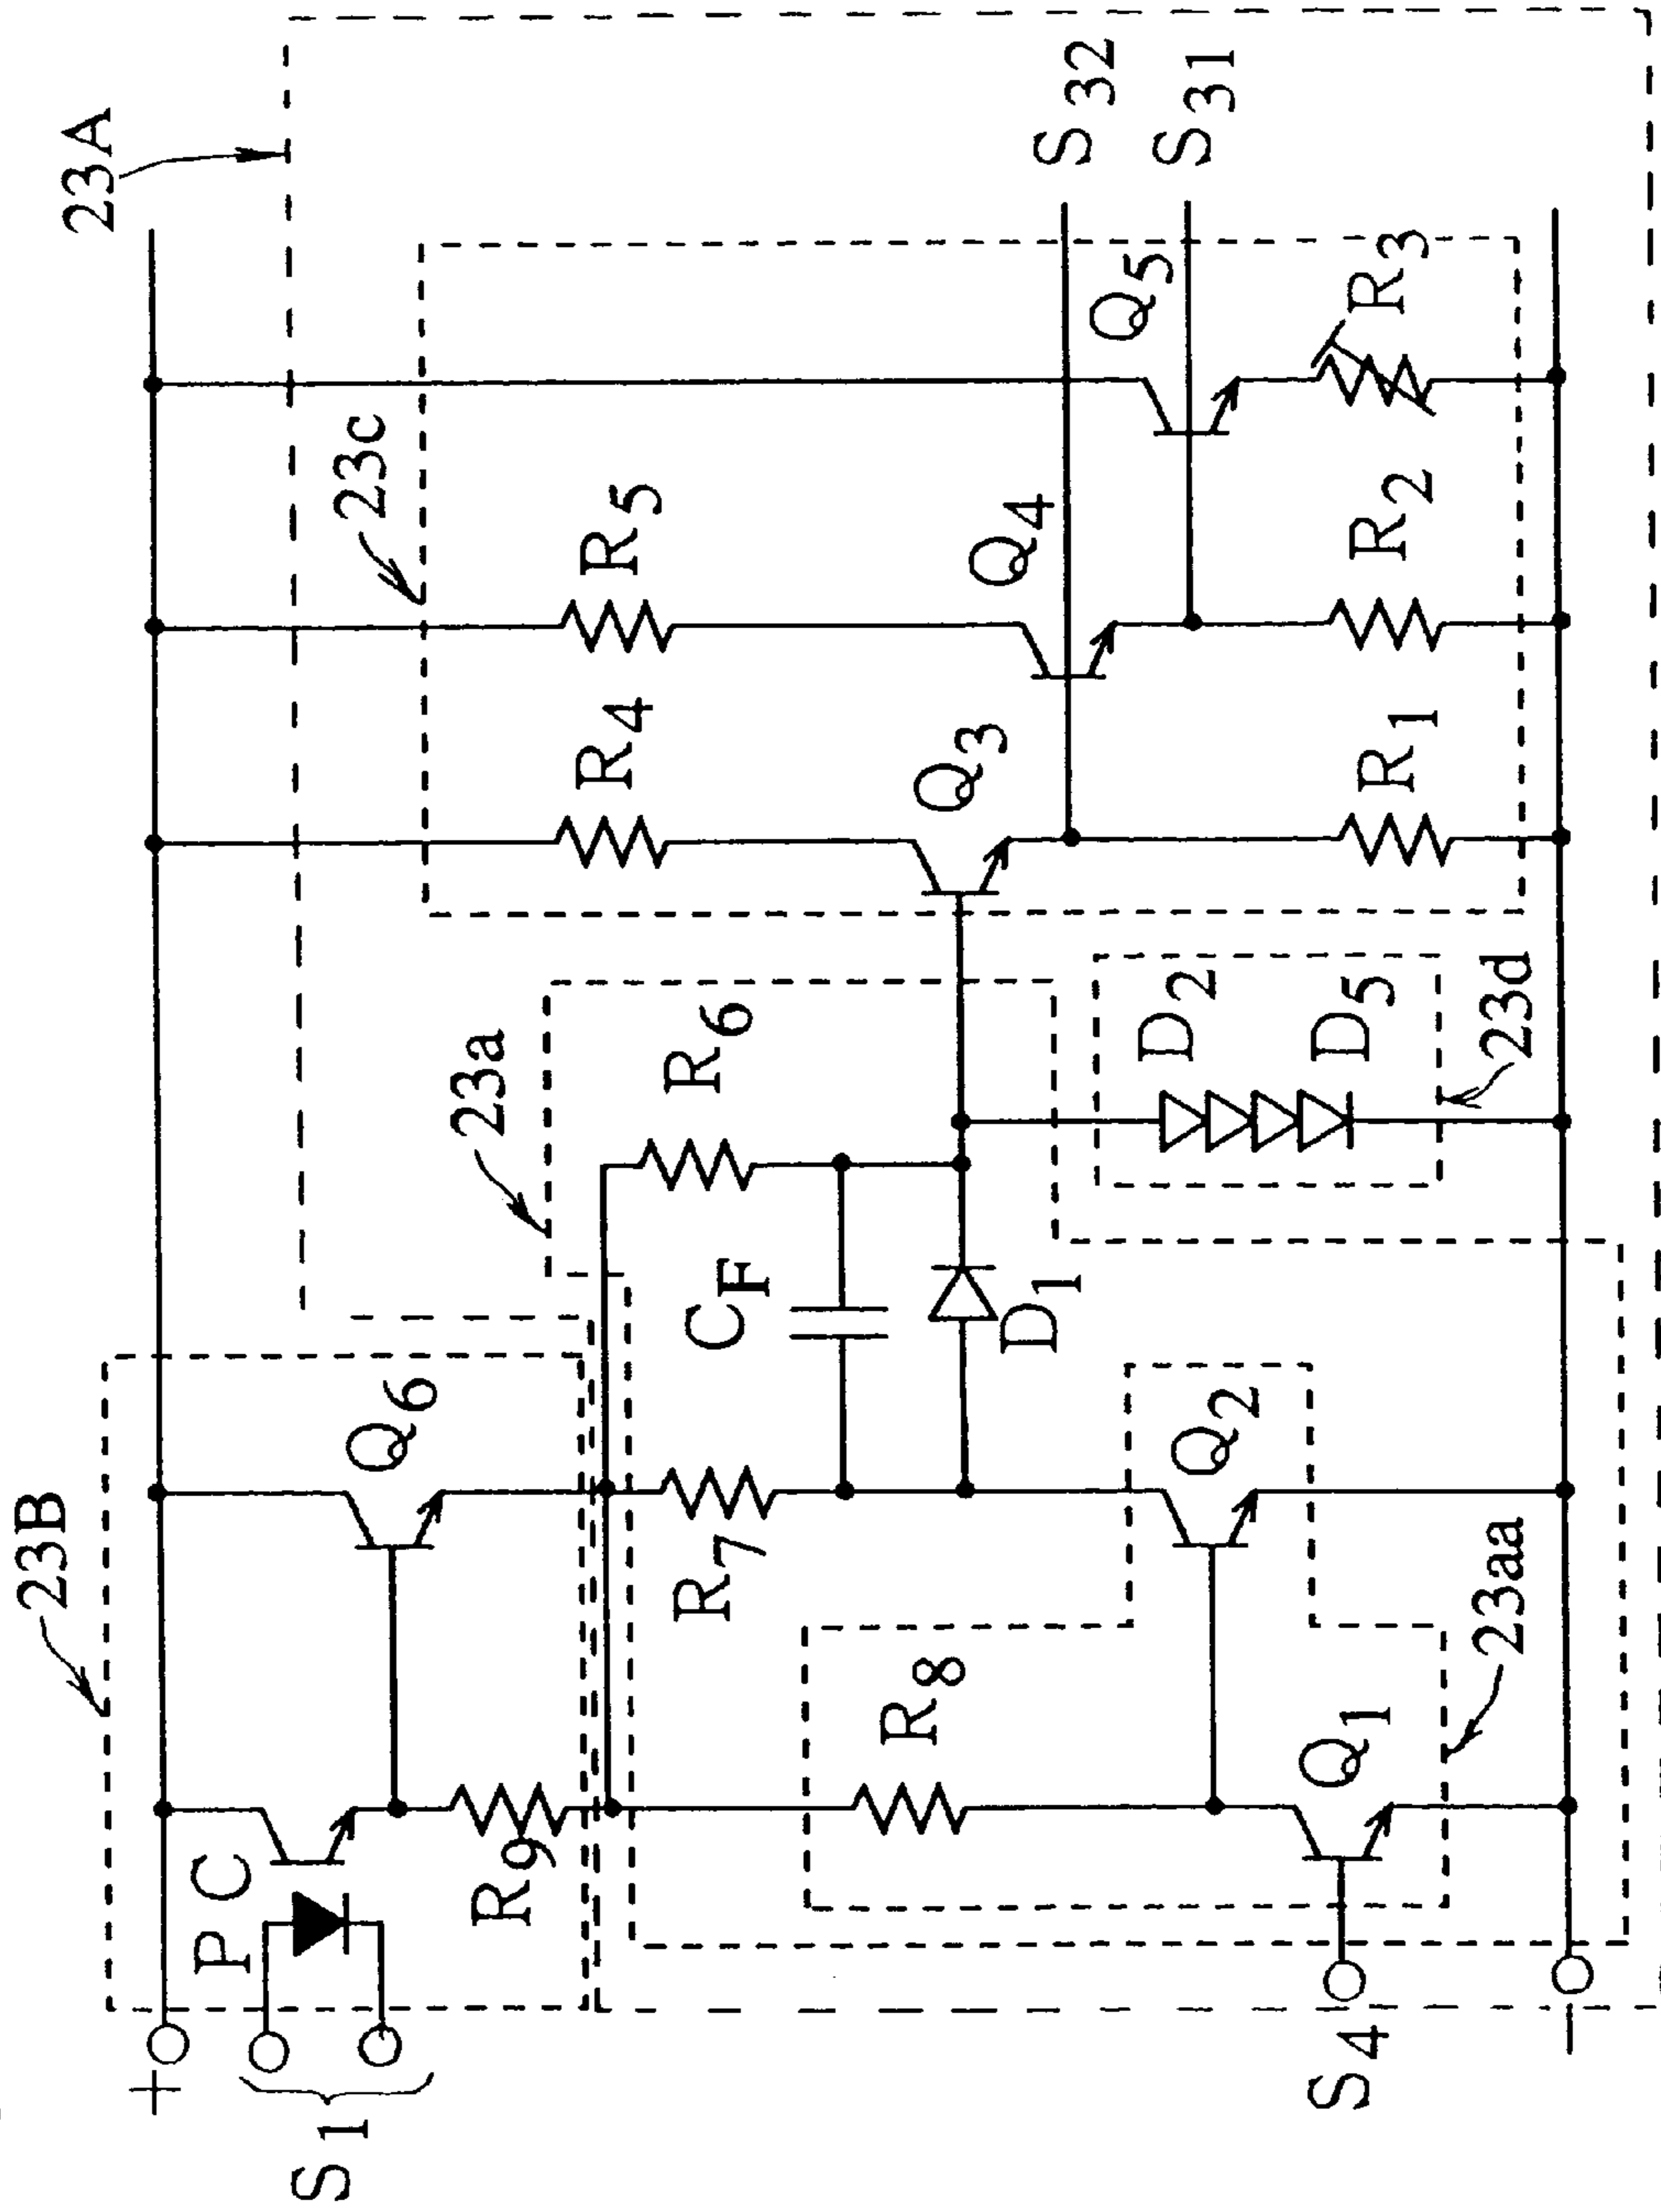 23A
23B
23c
S32
S31
Q5
R3
R5
Q4
R2
R4
Q3
R1
23a
R6
D2
D5
23d
CF
D1
Q6
R7
Q2
23aa
R8
Q1
P C
R9
+
S1
S4
−